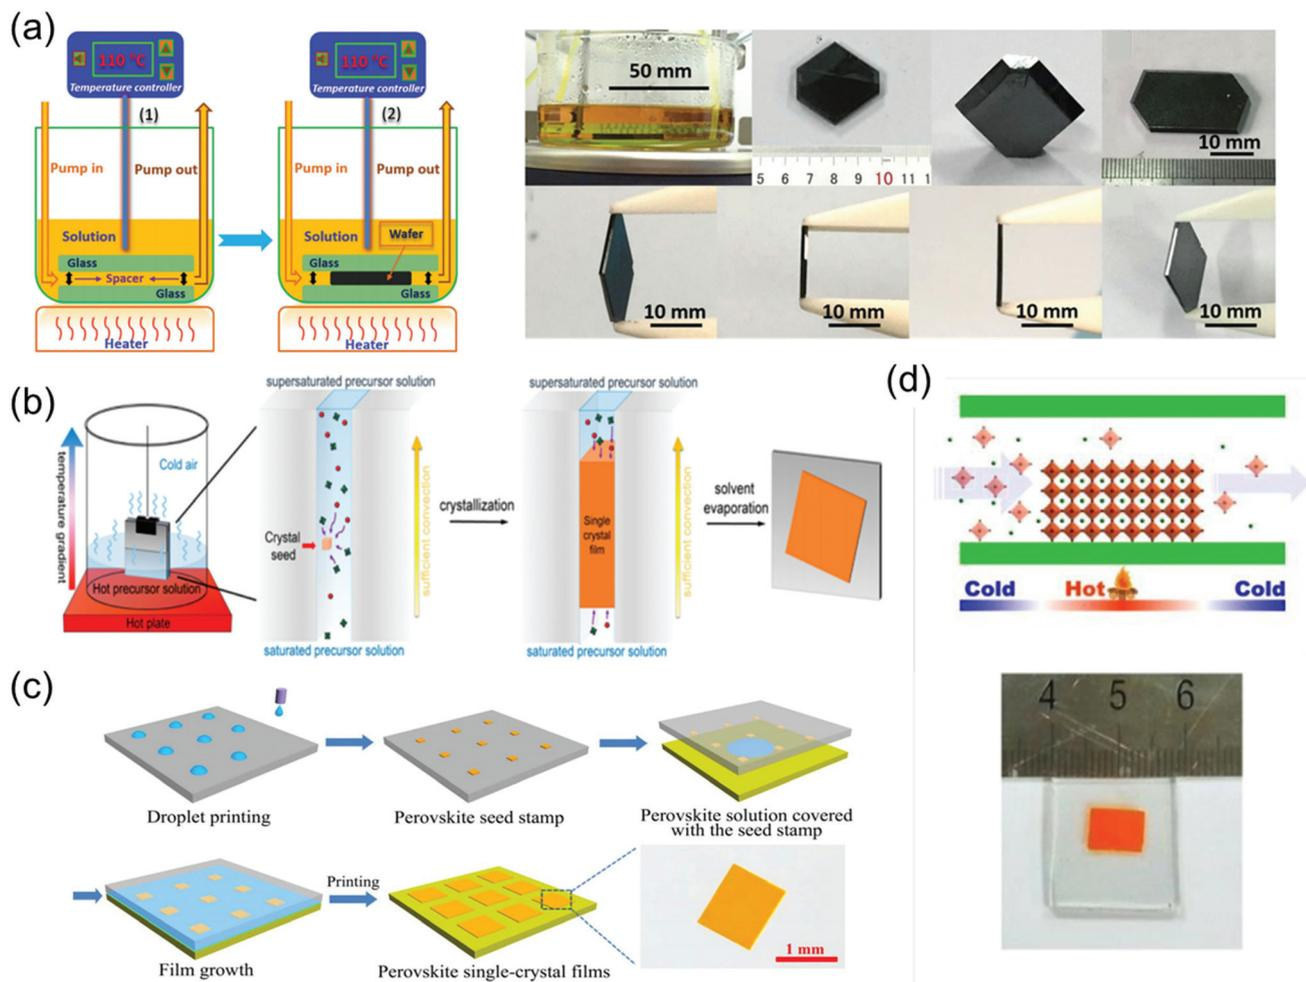 (a)
110 °C
Temperature controller
(1)
Pump in
Pump out
Solution
Glass
Spacer
Glass
Heater
110 °C
Temperature controller
(2)
Pump in
Pump out
Solution
Wafer
Glass
Glass
Heater
50 mm
5 6 7 8 9 10 11 1
10 mm
10 mm
10 mm
10 mm
10 mm
(b)
temperature gradient
Cold air
Hot precursor solution
Hot plate
supersaturated precursor solution
Crystal
seed
sufficient convection
saturated precursor solution
crystallization
supersaturated precursor solution
Single
crystal
film
sufficient convection
saturated precursor solution
solvent
evaporation
(c)
Droplet printing
Perovskite seed stamp
Perovskite solution covered
with the seed stamp
Film growth
Printing
Perovskite single-crystal films
1 mm
(d)
Cold
Hot
Cold
4 5 6